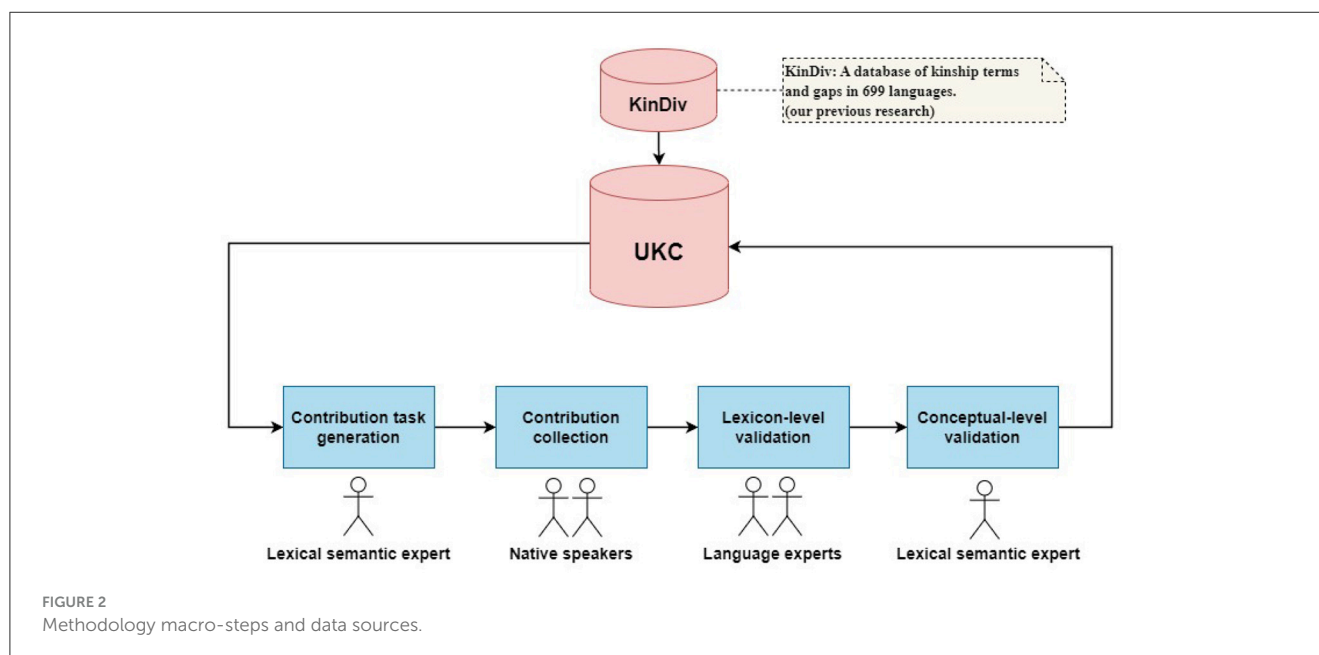 KinDiv
KinDiv: A database of kinship terms
and gaps in 699 languages.
(our previous research)
UKC
Contribution task
generation
Contribution
collection
Lexicon-level
validation
Conceptual-level
validation
Lexical semantic expert
Native speakers
Language experts
Lexical semantic expert
FIGURE 2
Methodology macro-steps and data sources.